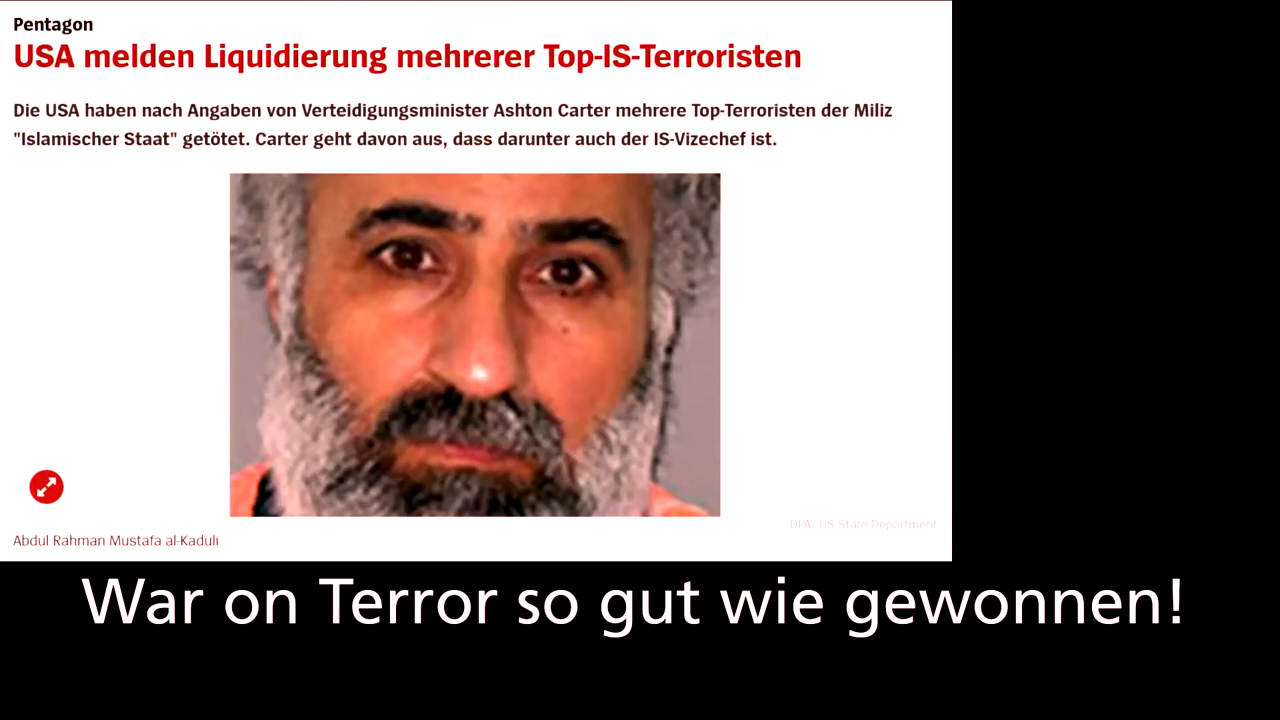 Pentagon
USA melden Liquidierung mehrerer Top-IS-Terroristen
Die USA haben nach Angaben von Verteidigungsminister Ashton Carter mehrere Top-Terroristen der Miliz
"Islamischer Staat" getötet. Carter geht davon aus, dass darunter auch der IS-Vizechef ist.
DPA/ US State Department
Abdul Rahman Mustafa al-Kaduli
War on Terror so gut wie gewonnen!